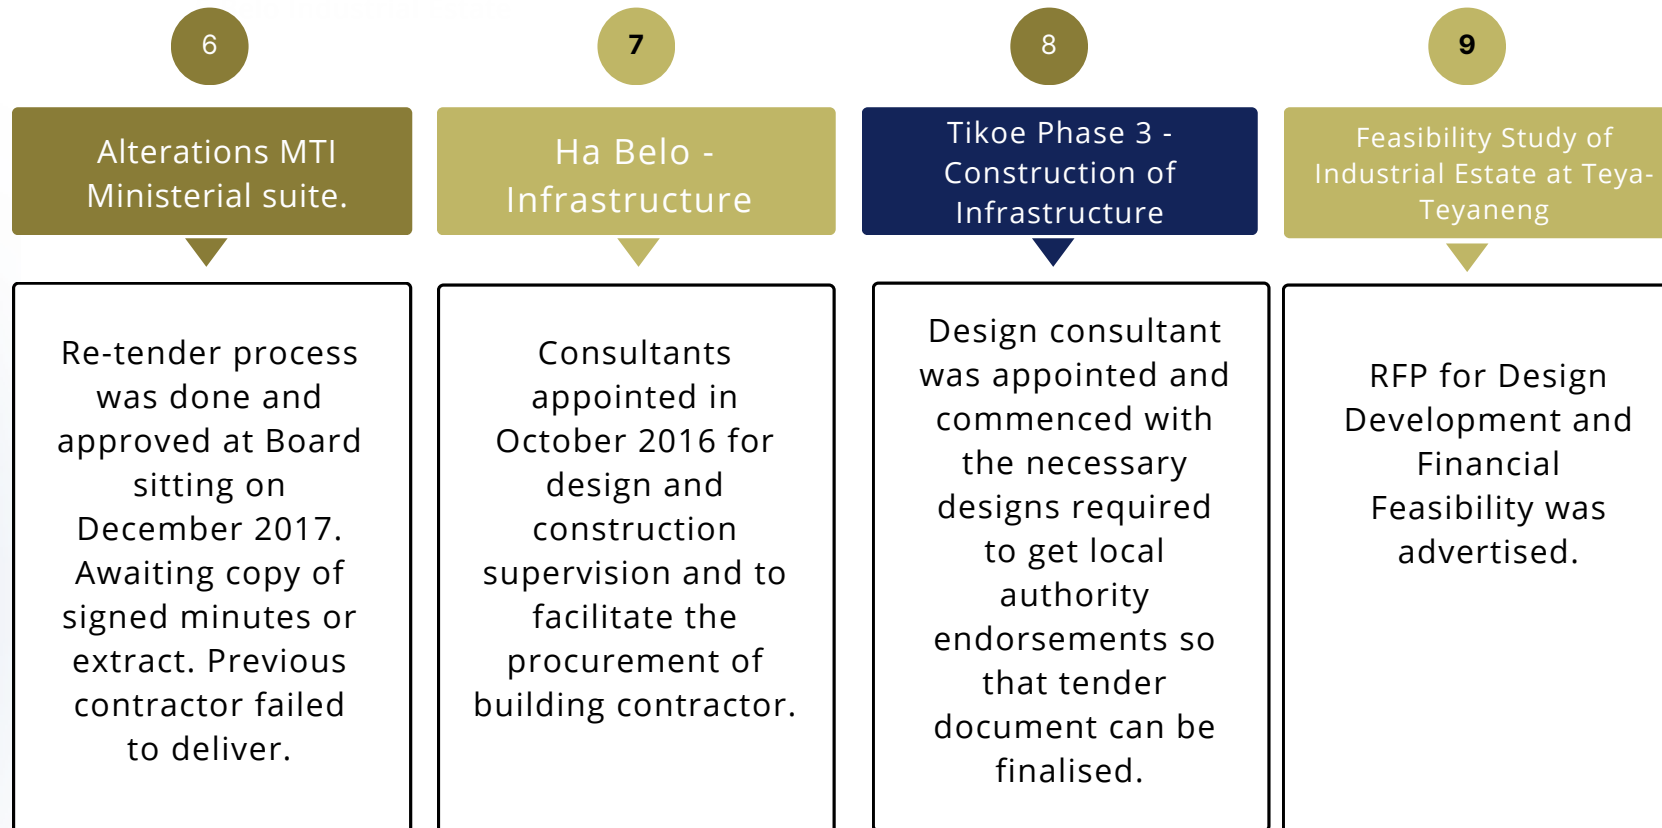 6
Alterations MTI
Ministerial suite.
Re-tender process
was done and
approved at Board
sitting on
December 2017.
Awaiting copy of
signed minutes or
extract. Previous
contractor failed
to deliver.
7
Ha Belo -
Infrastructure
Consultants
appointed in
October 2016 for
design and
construction
supervision and to
facilitate the
procurement of
building contractor.
8
Tikoe Phase 3 -
Construction of
Infrastructure
Design consultant
was appointed and
commenced with
the necessary
designs required
to get local
authority
endorsements so
that tender
document can be
finalised.
9
Feasibility Study of
Industrial Estate at Teya-
Teyaneng
RFP for Design
Development and
Financial
Feasibility was
advertised.